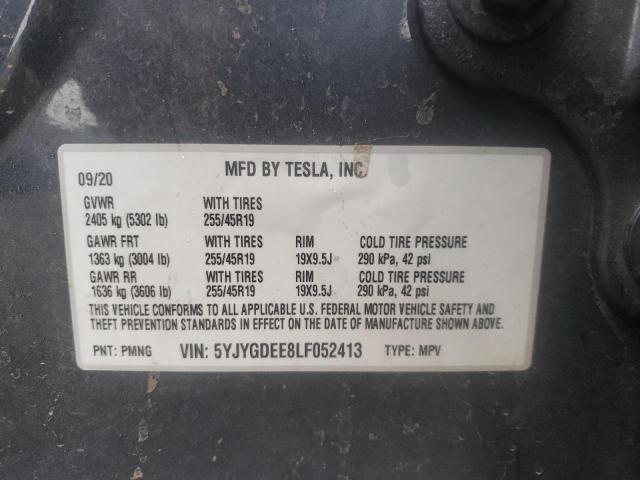 MFD BY TESLA, INC.
09/20
GVWR WITH TIRES
2405 kg (5302 lb) 255/45R19
GAWR FRT WITH TIRES RIM COLD TIRE PRESSURE
1363 kg (3004 lb) 255/45R19 19X9.5J 290 kPa, 42 psi
GAWR RR WITH TIRES RIM COLD TIRE PRESSURE
1636 kg (3606 lb) 255/45R19 19X9.5J 290 kPa, 42 psi
THIS VEHICLE CONFORMS TO ALL APPLICABLE U.S. FEDERAL MOTOR VEHICLE SAFETY AND
THEFT PREVENTION STANDARDS IN EFFECT ON THE DATE OF MANUFACTURE SHOWN ABOVE.
PNT: PMNG VIN: 5YJYGDEE8LF052413 TYPE: MPV